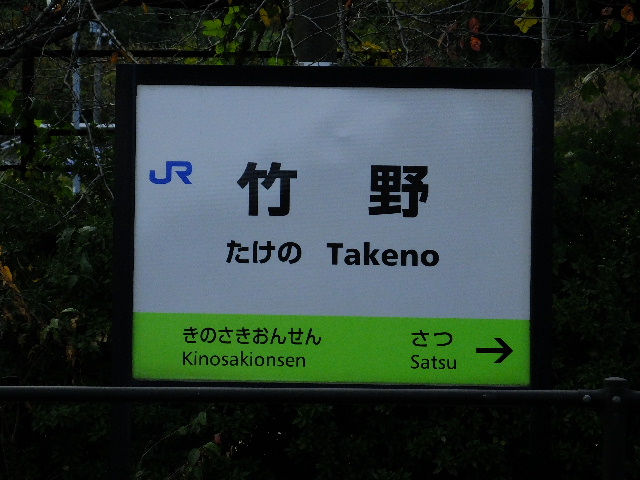 JR 竹野
たけの Takeno
きのさきおんせん さつ →
Kinosakionsen Satsu